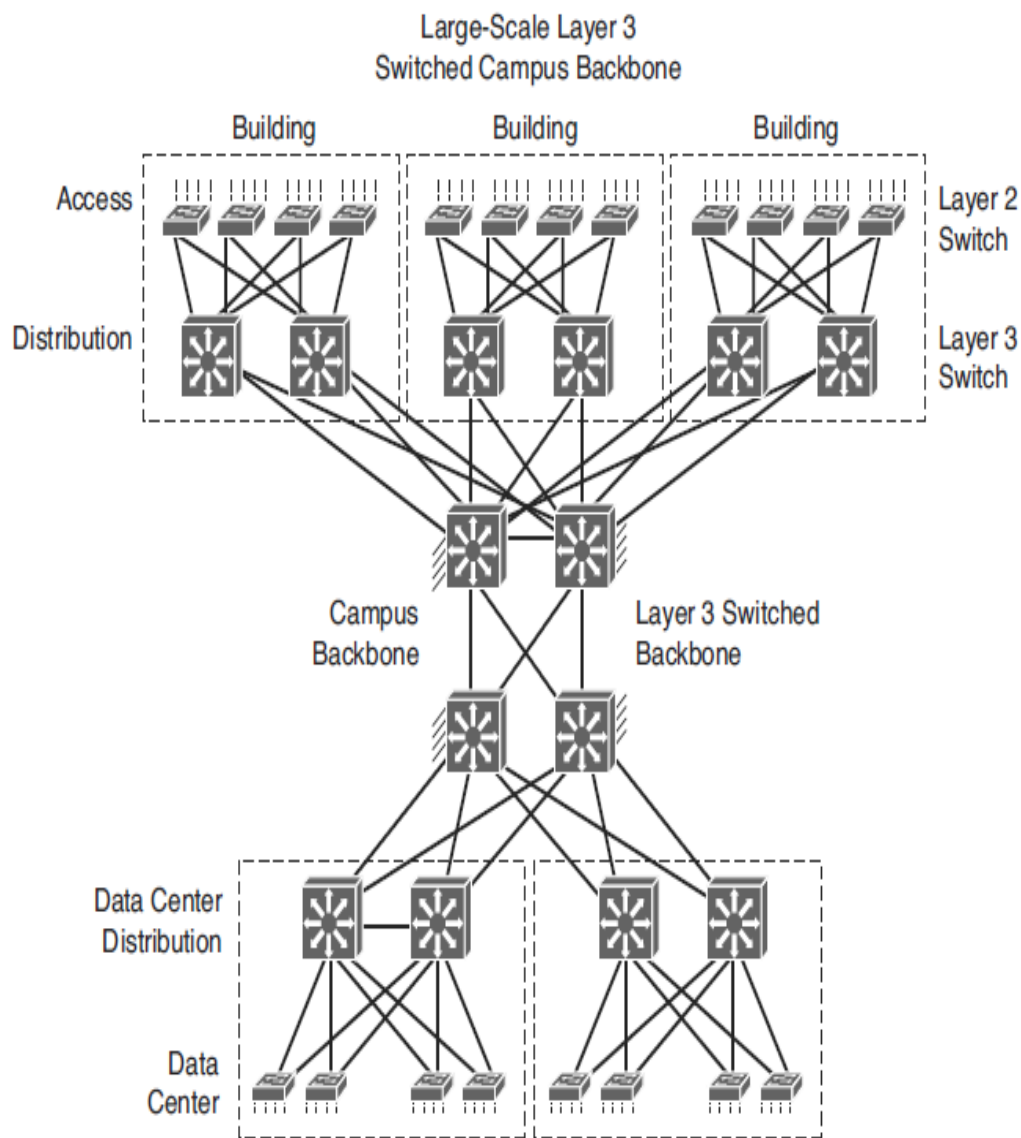 Large-Scale Layer 3
Switched Campus Backbone
Building
Building
Building
Access
Layer 2
Switch
Distribution
Layer 3
Switch
Campus
Backbone
Layer 3 Switched
Backbone
Data Center
Distribution
Data
Center